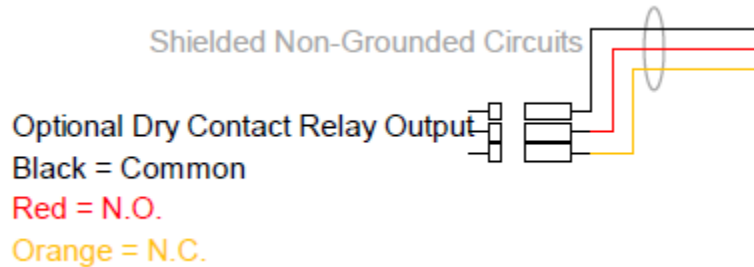 Shielded Non-Grounded Circuits
Optional Dry Contact Relay Output
Black = Common
Red = N.O.
Orange = N.C.